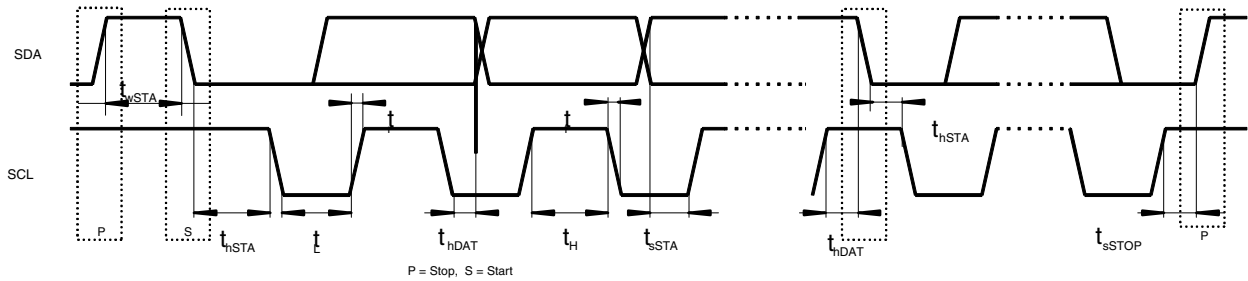 SDA
t wSTA
t
t
t hSTA
SCL
P
S
t hSTA
t L
t hDAT
t H
t sSTA
t hDAT
t sSTOP
P
P = Stop, S = Start